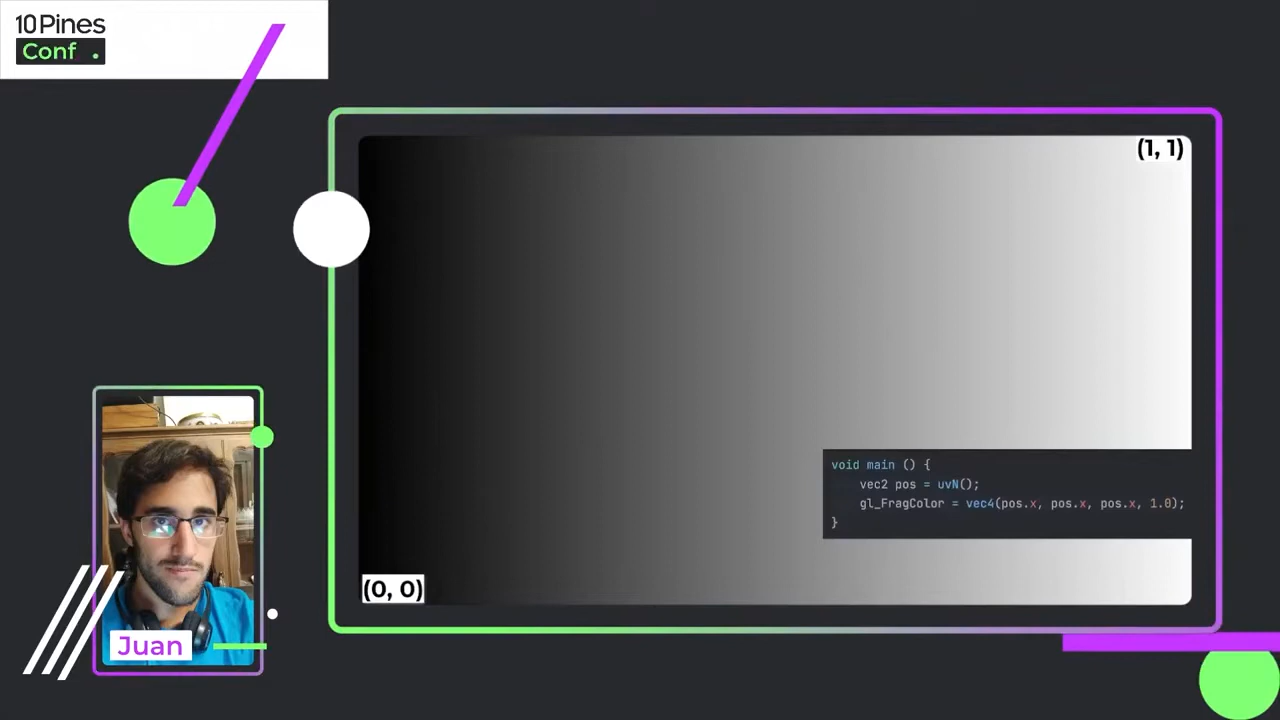 10Pines
Conf .
(1, 1)
void main () {
    vec2 pos = uvN();
    gl_FragColor = vec4(pos.x, pos.x, pos.x, 1.0);
}
(0, 0)
Juan